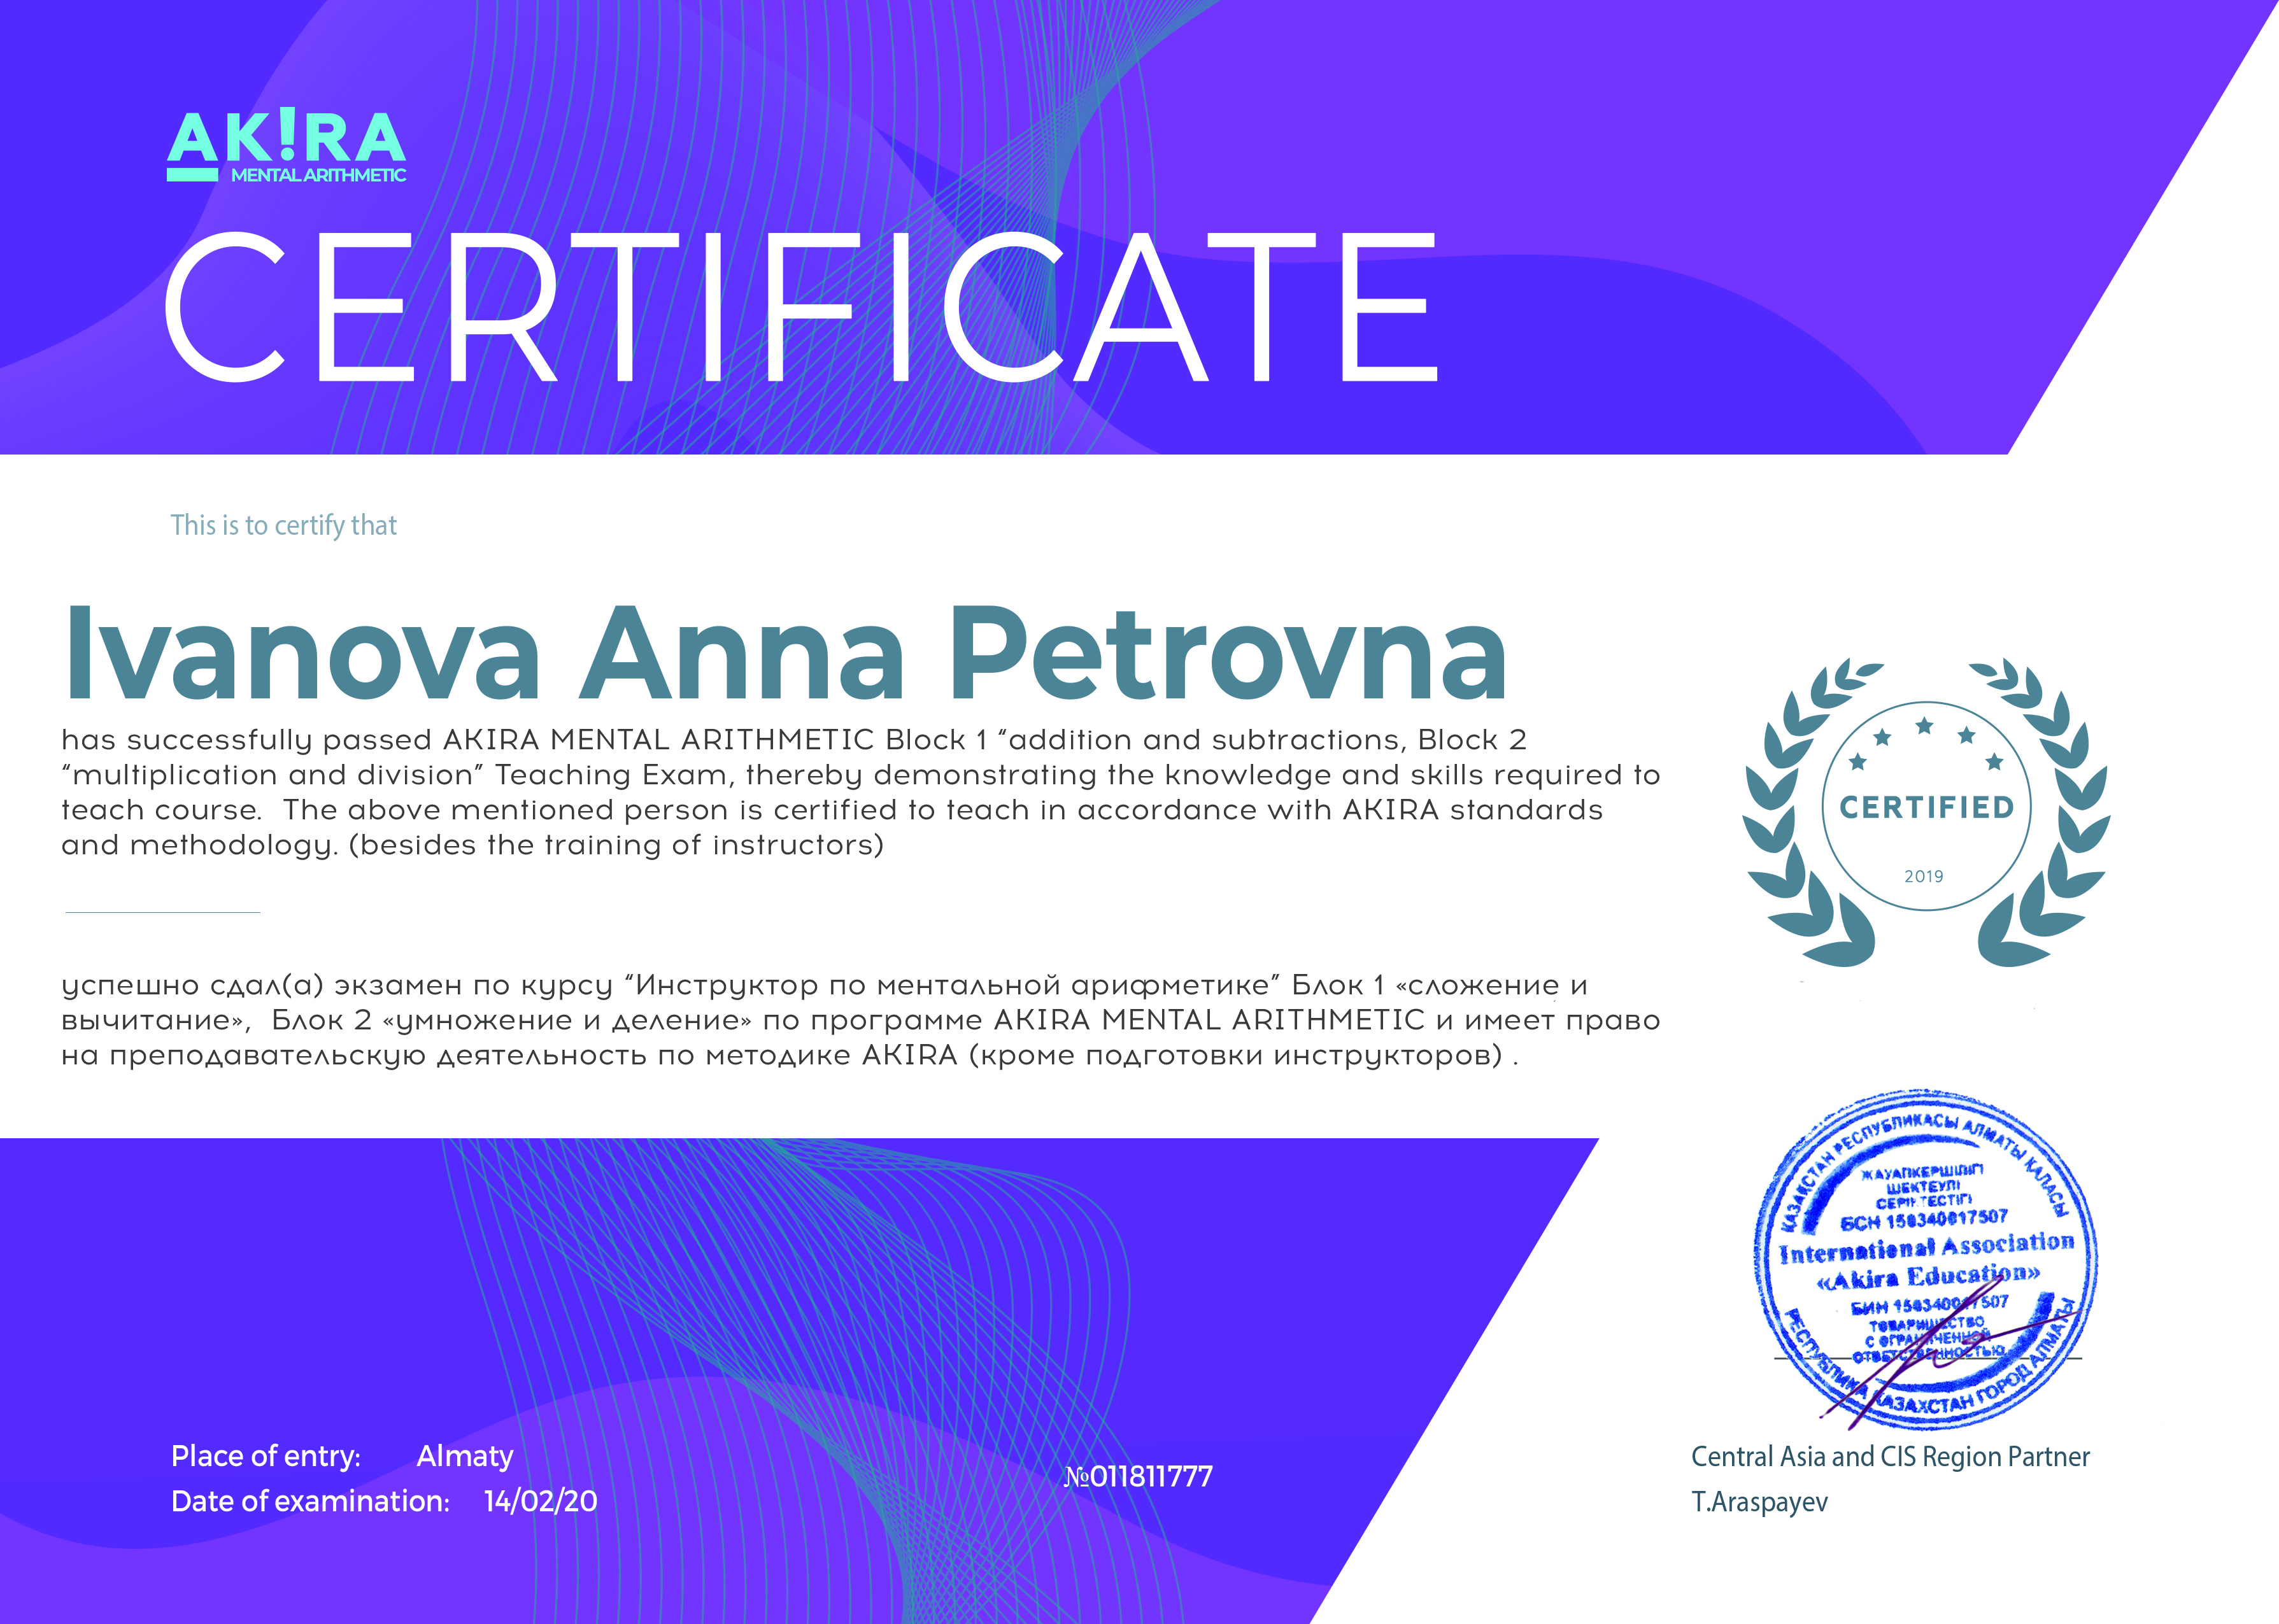 AK!RA
MENTAL ARITHMETIC
CERTIFICATE
This is to certify that
Ivanova Anna Petrovna
has successfully passed AKIRA MENTAL ARITHMETIC Block 1 “addition and subtractions, Block 2
“multiplication and division” Teaching Exam, thereby demonstrating the knowledge and skills required to
teach course.  The above mentioned person is certified to teach in accordance with AKIRA standards
and methodology. (besides the training of instructors)
успешно сдал(а) экзамен по курсу “Инструктор по ментальной арифметике” Блок 1 «сложение и
вычитание»,  Блок 2 «умножение и деление» по программе AKIRA MENTAL ARITHMETIC и имеет право
на преподавательскую деятельность по методике AKIRA (кроме подготовки инструкторов) .
CERTIFIED
2019
ҚАЗАҚСТАН РЕСПУБЛИКАСЫ АЛМАТЫ ҚАЛАСЫ
ЖАУАПКЕРШІЛІГІ
ШЕКТЕУЛІ
СЕРІКТЕСТІГІ
БСН 150340017507
International Association
«Akira Education»
БИН 150340017507
ТОВАРИЩЕСТВО
С ОГРАНИЧЕННОЙ
ОТВЕТСТВЕННОСТЬЮ
РЕСПУБЛИКА КАЗАХСТАН ГОРОД АЛМАТЫ
Place of entry: Almaty
Date of examination: 14/02/20
№011811777
Central Asia and CIS Region Partner
T.Araspayev